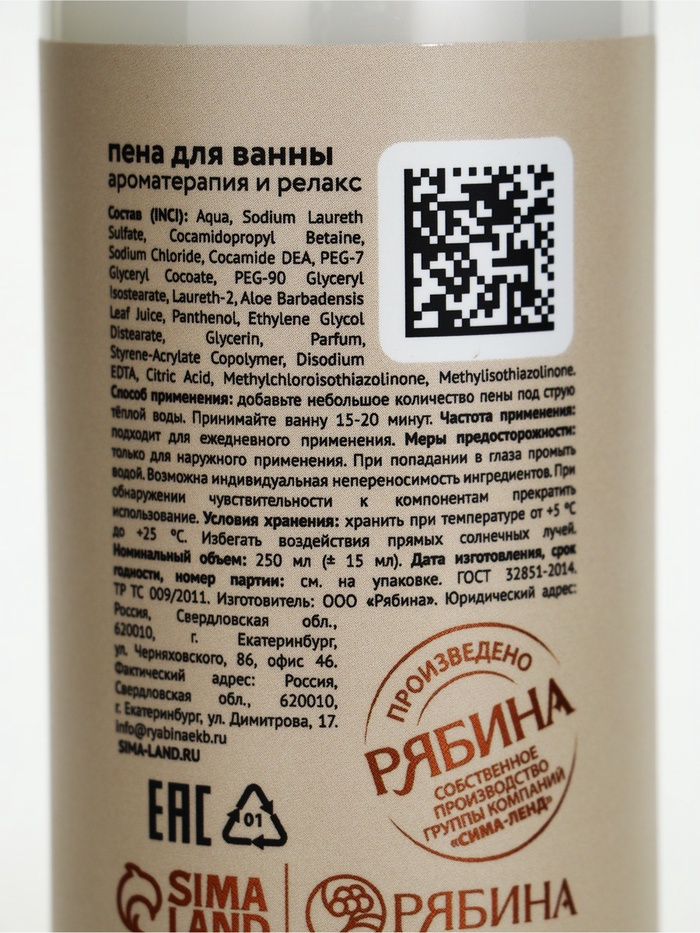 пена для ванны
ароматерапия и релакс
Состав (INCI): Aqua, Sodium Laureth
Sulfate, Cocamidopropyl Betaine,
Sodium Chloride, Cocamide DEA, PEG-7
Glyceryl Cocoate, PEG-90 Glyceryl
Isostearate, Laureth-2, Aloe Barbadensis
Leaf Juice, Panthenol, Ethylene Glycol
Distearate, Glycerin, Parfum,
Styrene-Acrylate Copolymer, Disodium
EDTA, Citric Acid, Methylchloroisothiazolinone, Methylisothiazolinone.
Способ применения: добавьте небольшое количество пены под струю
тёплой воды. Принимайте ванну 15-20 минут. Частота применения:
подходит для ежедневного применения. Меры предосторожности:
только для наружного применения. При попадании в глаза промыть
водой. Возможна индивидуальная непереносимость ингредиентов. При
обнаружении чувствительности к компонентам прекратить
использование. Условия хранения: хранить при температуре от +5 °С
до +25 °С. Избегать воздействия прямых солнечных лучей.
Номинальный объем: 250 мл (± 15 мл). Дата изготовления, срок
годности, номер партии: см. на упаковке. ГОСТ 32851-2014.
ТР ТС 009/2011. Изготовитель: ООО «Рябина». Юридический адрес:
Россия, Свердловская обл.,
620010, г. Екатеринбург,
ул. Черняховского, 86, офис 46.
Фактический адрес: Россия,
Свердловская обл., 620010,
г. Екатеринбург, ул. Димитрова, 17.
info@ryabinaekb.ru
SIMA-LAND.RU
ПРОИЗВЕДЕНО
РЯБИНА
СОБСТВЕННОЕ
ПРОИЗВОДСТВО
ГРУППЫ КОМПАНИЙ
«СИМА-ЛЕНД»
EAC
01
SIMA
LAND
РЯБИНА